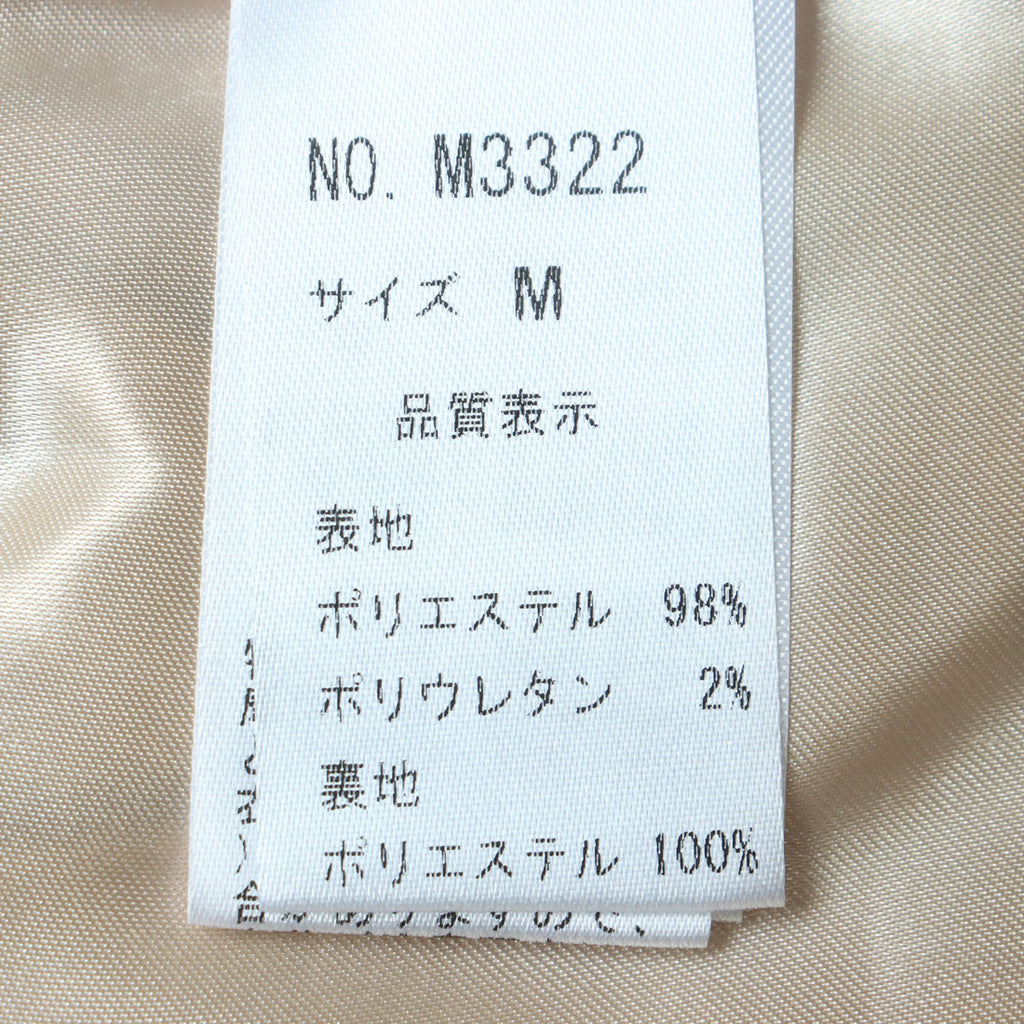 NO. M3322
サイズ M
品質表示
表地
ポリエステル 98%
ポリウレタン 2%
裏地
ポリエステル 100%